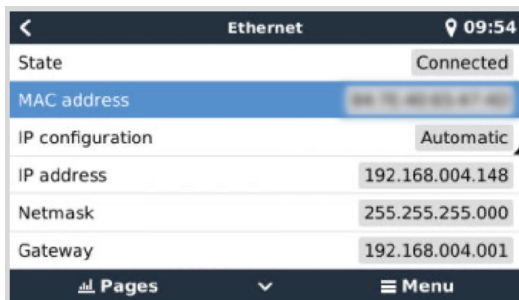 Ethernet 09:54
State Connected
MAC address
IP configuration Automatic
IP address 192.168.004.148
Netmask 255.255.255.000
Gateway 192.168.004.001
Pages Menu